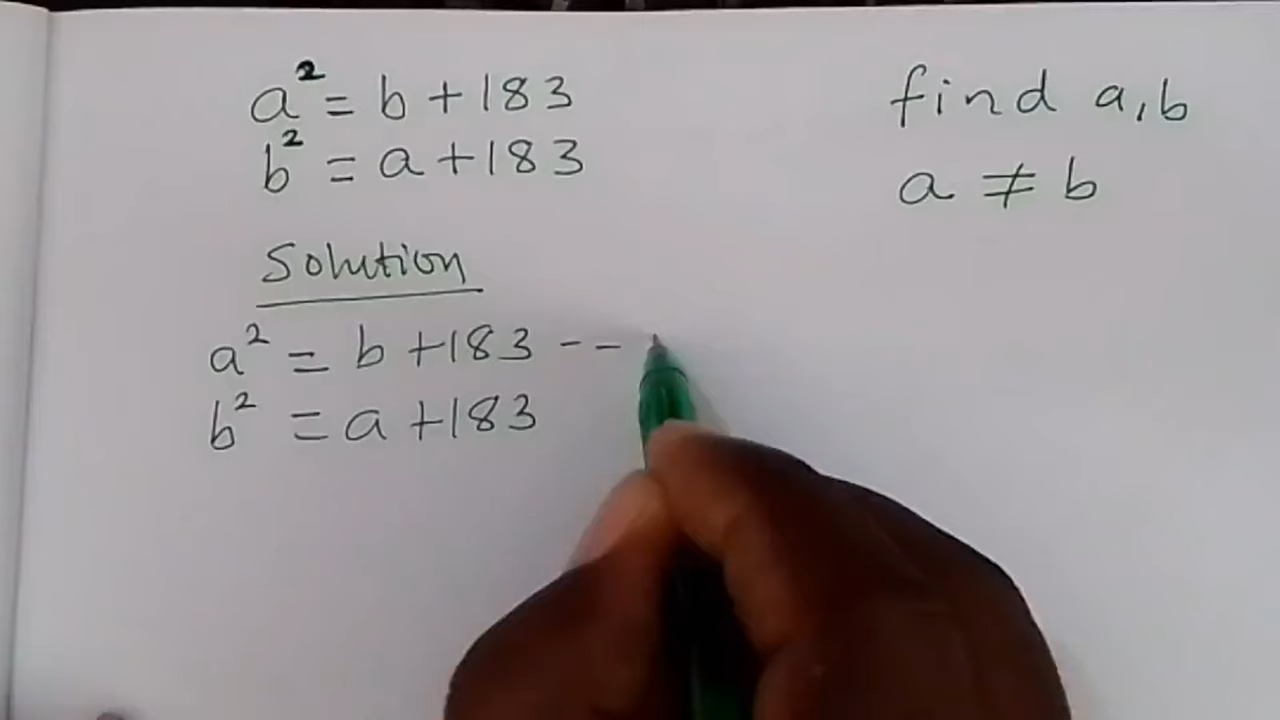 a² = b + 183
b² = a + 183
find a, b
a ≠ b
Solution
a² = b + 183 --
b² = a + 183